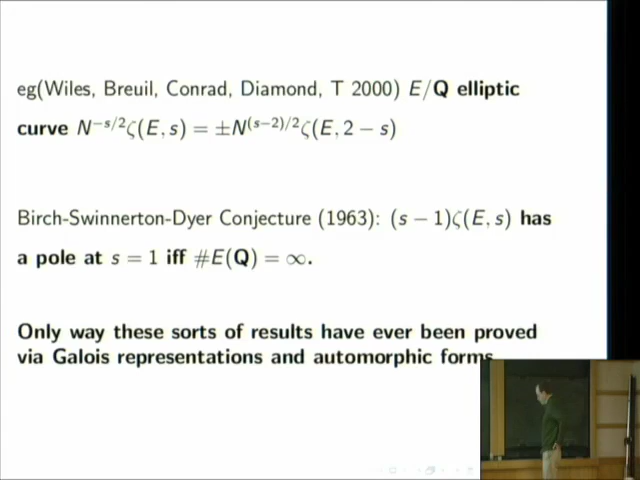 eg(Wiles, Breuil, Conrad, Diamond, T 2000) E/Q elliptic
curve N^{-s/2}ζ(E, s) = ±N^{(s−2)/2}ζ(E, 2 − s)
Birch-Swinnerton-Dyer Conjecture (1963): (s − 1)ζ(E, s) has
a pole at s = 1 iff #E(Q) = ∞.
Only way these sorts of results have ever been proved
via Galois representations and automorphic forms